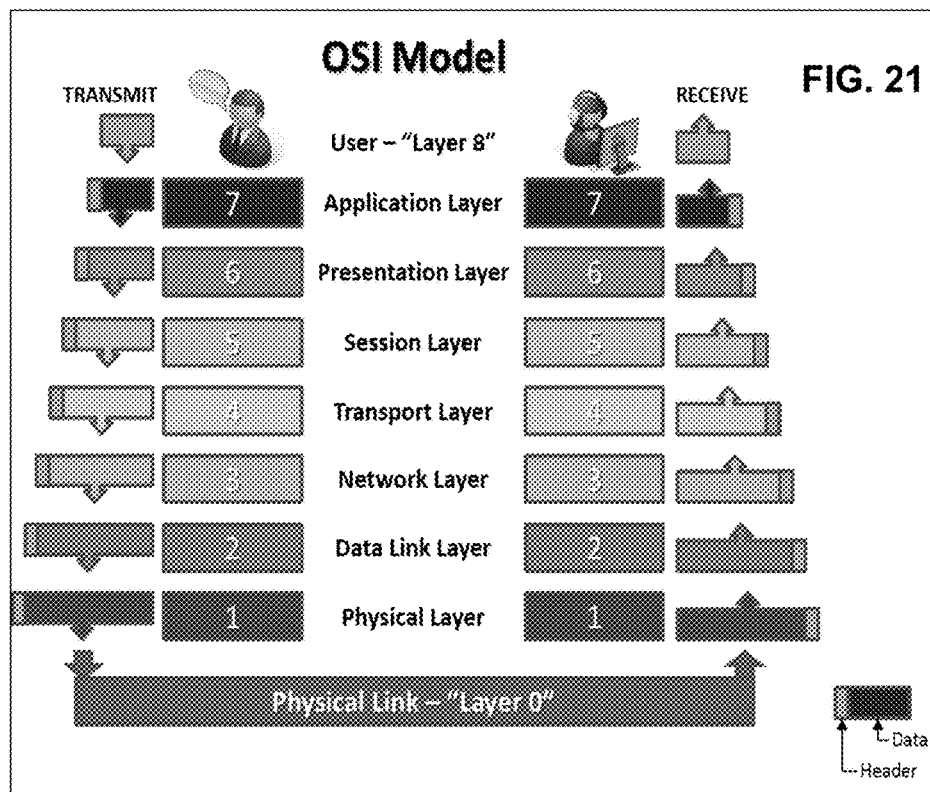 OSI Model
FIG. 21
TRANSMIT
RECEIVE
User – “Layer 8”
7 Application Layer 7
6 Presentation Layer 6
5 Session Layer 5
4 Transport Layer 4
3 Network Layer 3
2 Data Link Layer 2
1 Physical Layer 1
Physical Link – “Layer 0”
Data
Header